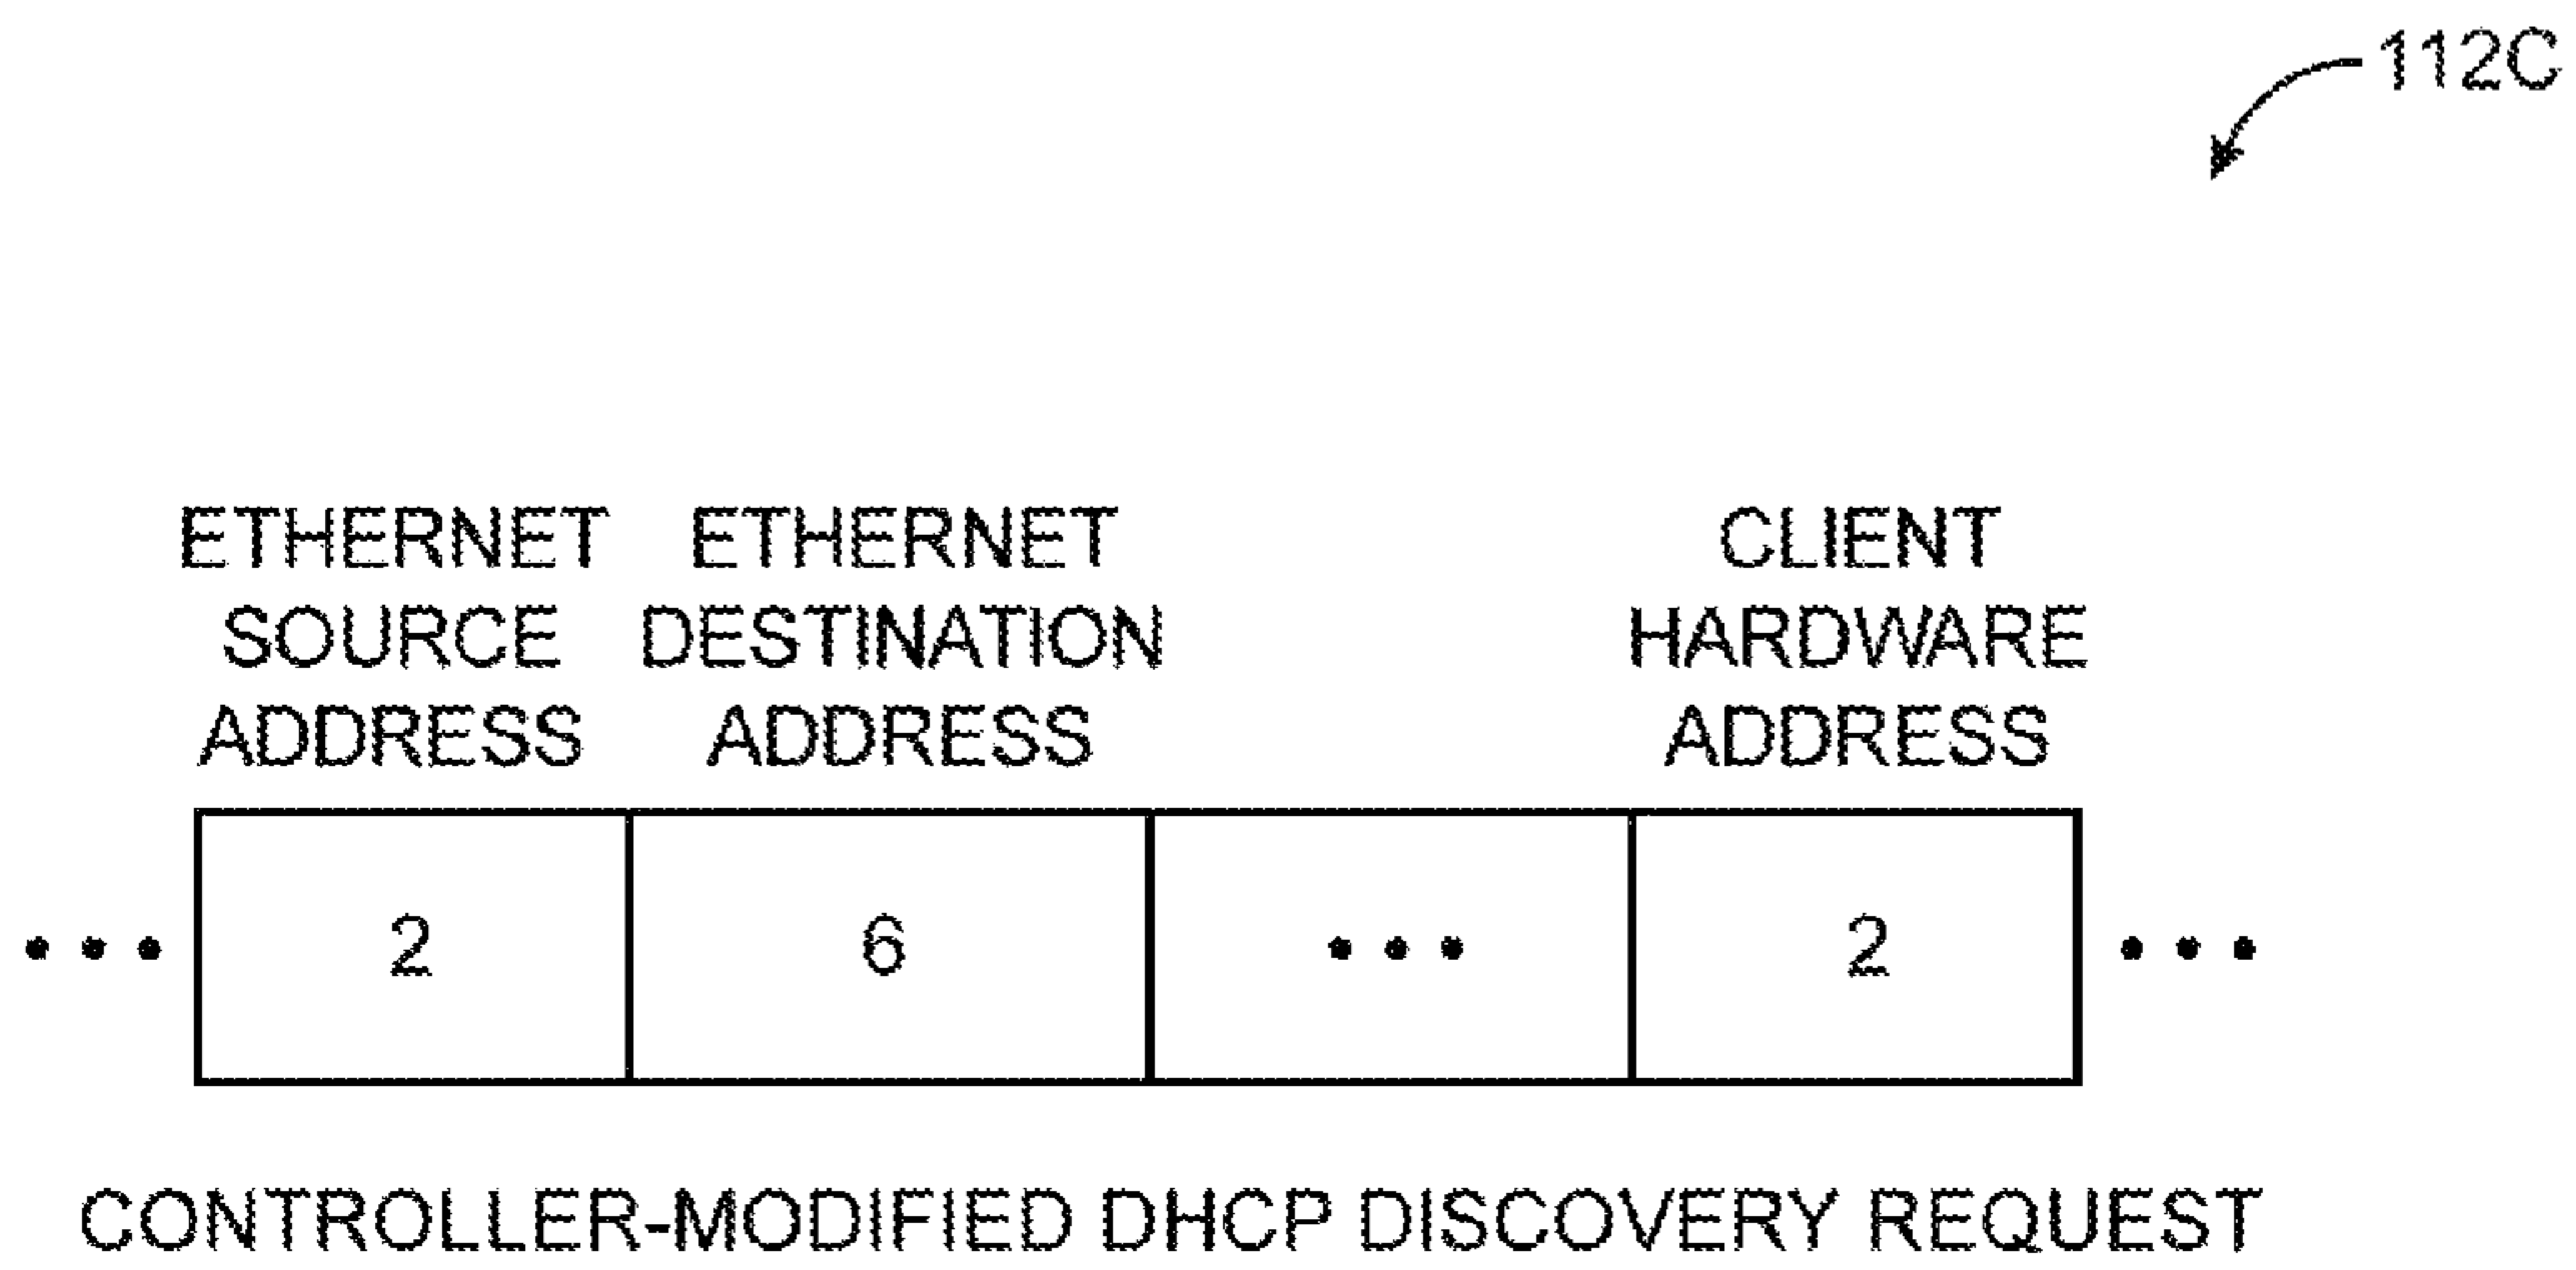 112C
ETHERNET ETHERNET CLIENT
SOURCE DESTINATION HARDWARE
ADDRESS ADDRESS ADDRESS
••• 2 6 ••• 2 •••
CONTROLLER-MODIFIED DHCP DISCOVERY REQUEST